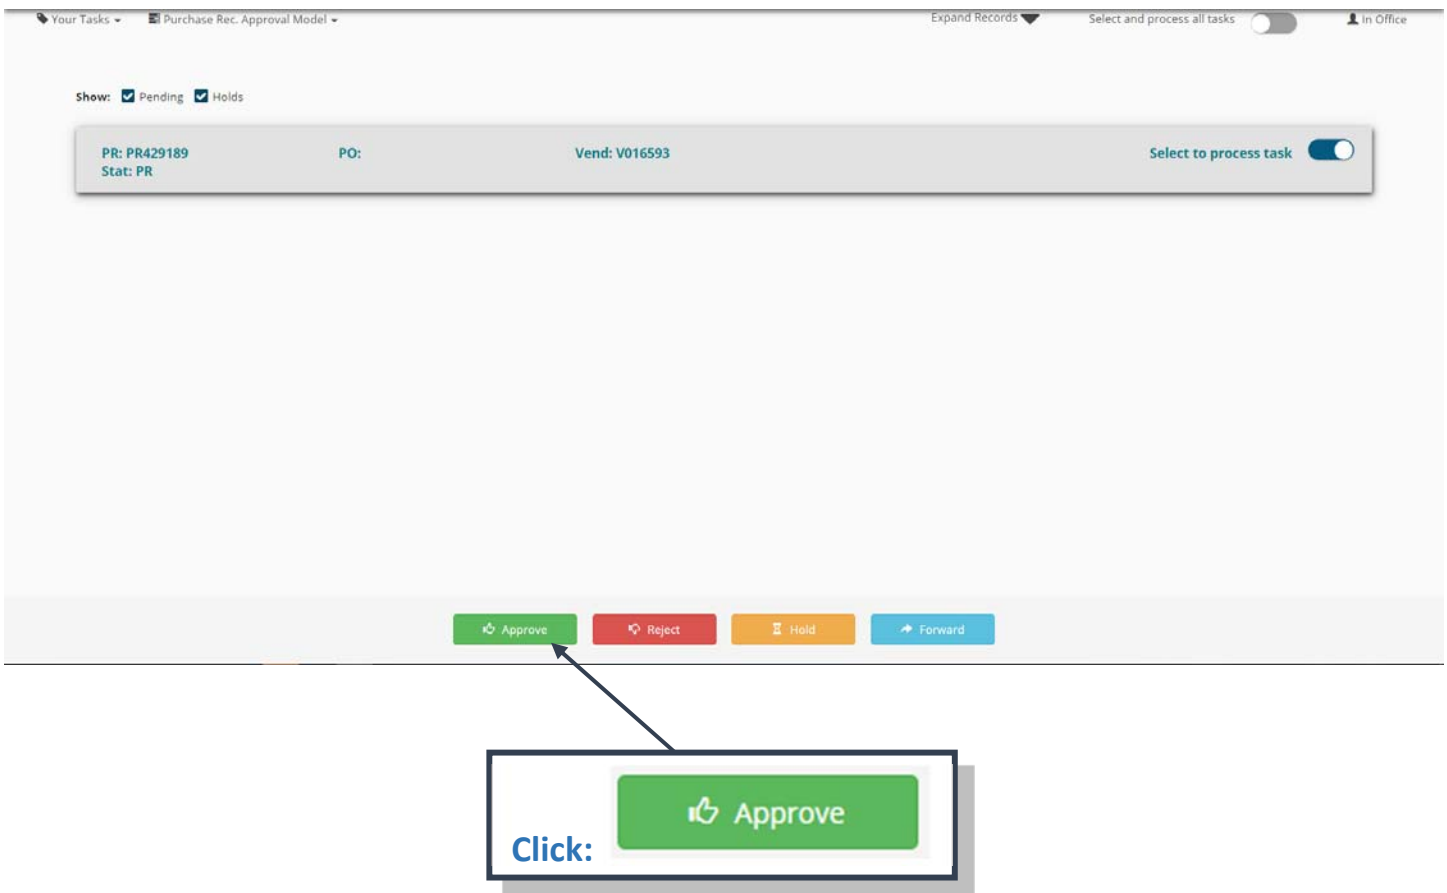 Your Tasks
Purchase Rec. Approval Model
Expand Records
Select and process all tasks
In Office
Show: Pending Holds
PR: PR429189 PO: Vend: V016593 Select to process task
Stat: PR
Approve Reject Hold Forward
Approve
Click: